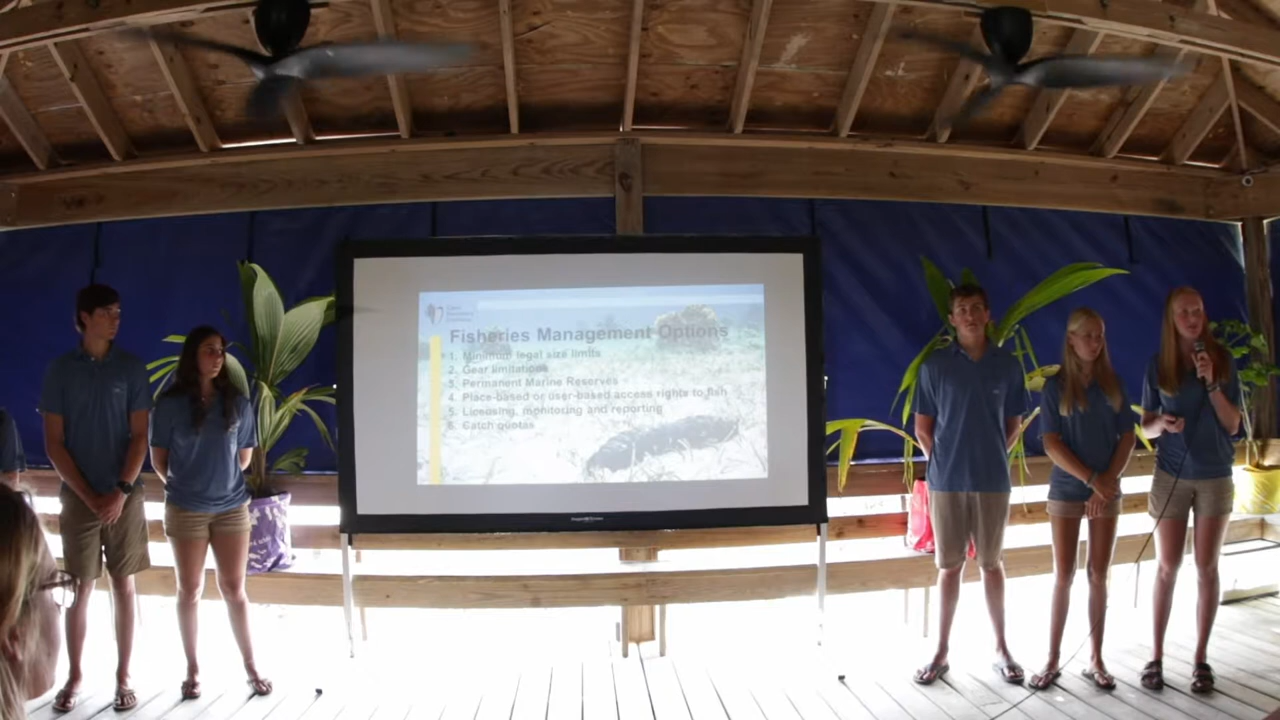 Fisheries Management Options
1. Minimum legal size limits
2. Gear limitations
3. Permanent Marine Reserves
4. Place-based or user-based access rights to fish
5. Licensing, monitoring and reporting
6. Catch quotas